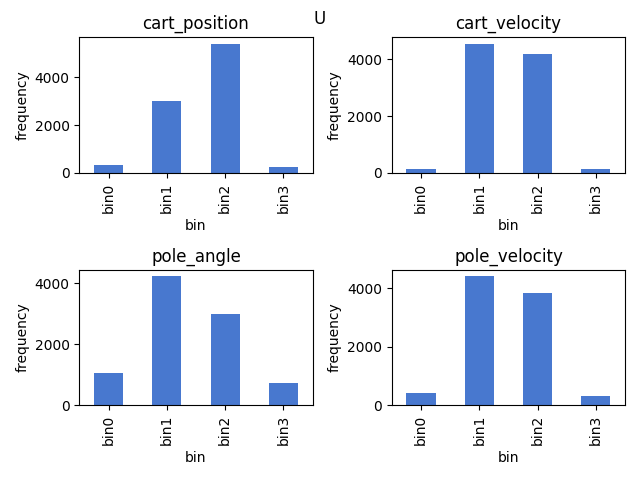 U
cart_position
frequency
4000
2000
0
bin0 bin1 bin2 bin3
bin
cart_velocity
frequency
4000
2000
0
bin0 bin1 bin2 bin3
bin
pole_angle
frequency
4000
2000
0
bin0 bin1 bin2 bin3
bin
pole_velocity
frequency
4000
2000
0
bin0 bin1 bin2 bin3
bin